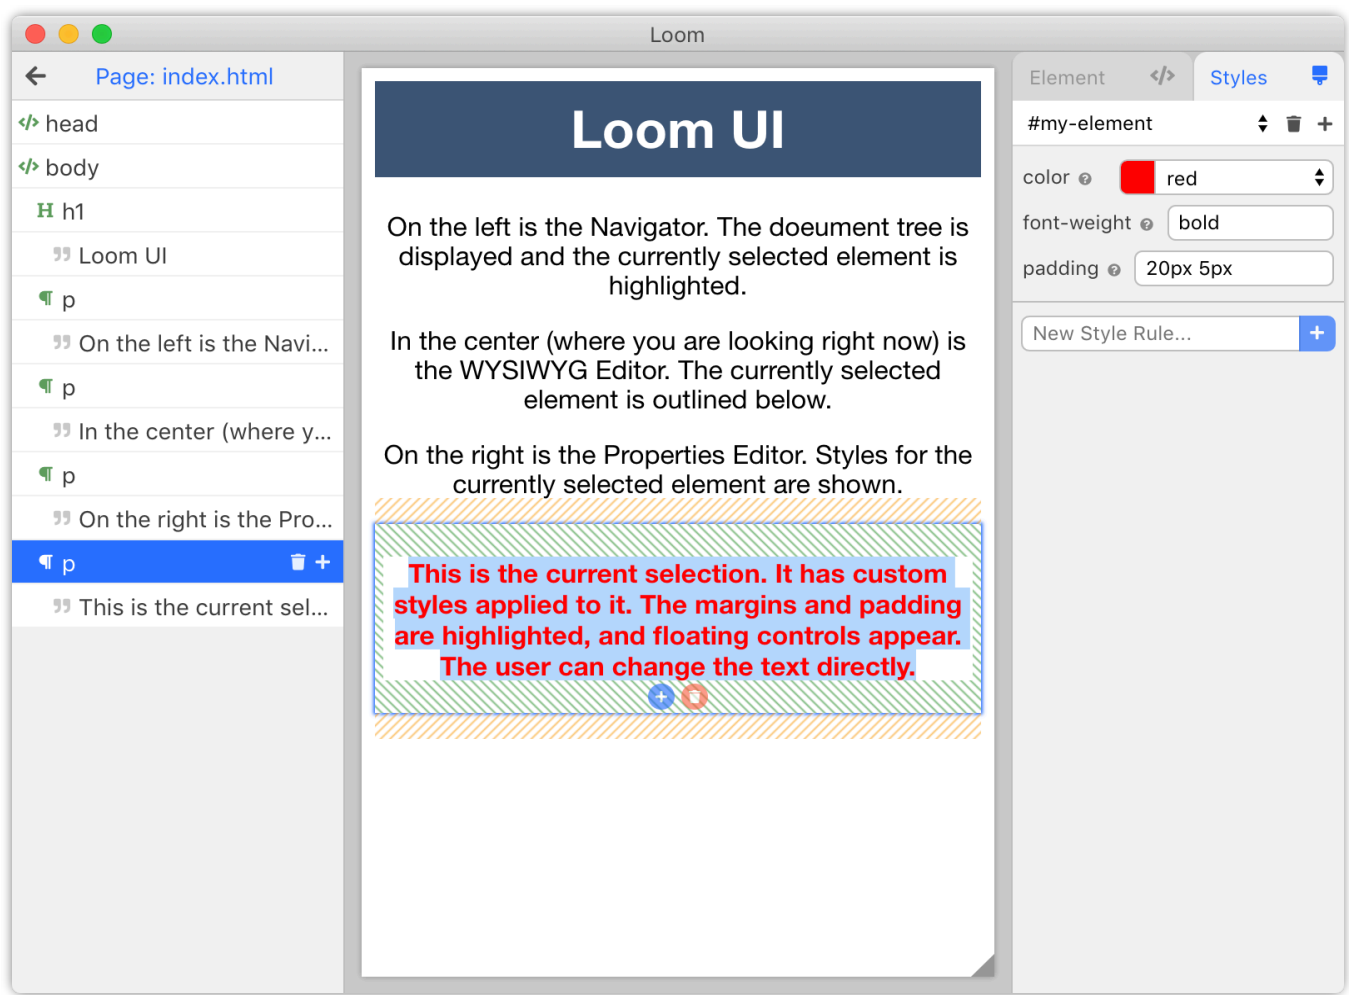 Loom
Page: index.html
head
body
H h1
Loom UI
¶ p
On the left is the Navi...
¶ p
In the center (where y...
¶ p
On the right is the Pro...
¶ p
This is the current sel...
Loom UI
On the left is the Navigator. The doeument tree is
displayed and the currently selected element is
highlighted.
In the center (where you are looking right now) is
the WYSIWYG Editor. The currently selected
element is outlined below.
On the right is the Properties Editor. Styles for the
currently selected element are shown.
This is the current selection. It has custom
styles applied to it. The margins and padding
are highlighted, and floating controls appear.
The user can change the text directly.
Element </> Styles
#my-element
color red
font-weight bold
padding 20px 5px
New Style Rule...